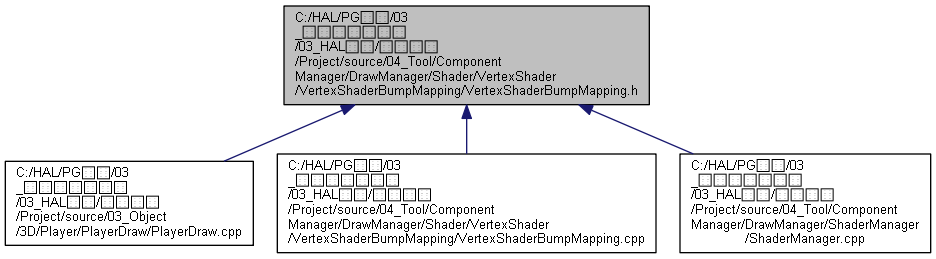 C:/HAL/PG□□/03
_□□□□□□□
/03_HAL□□/□□□□
/Project/source/04_Tool/Component
Manager/DrawManager/Shader/VertexShader
/VertexShaderBumpMapping/VertexShaderBumpMapping.h
C:/HAL/PG□□/03
_□□□□□□□
/03_HAL□□/□□□□
/Project/source/03_Object
/3D/Player/PlayerDraw/PlayerDraw.cpp
C:/HAL/PG□□/03
_□□□□□□□
/03_HAL□□/□□□□
/Project/source/04_Tool/Component
Manager/DrawManager/Shader/VertexShader
/VertexShaderBumpMapping/VertexShaderBumpMapping.cpp
C:/HAL/PG□□/03
_□□□□□□□
/03_HAL□□/□□□□
/Project/source/04_Tool/Component
Manager/DrawManager/ShaderManager
/ShaderManager.cpp